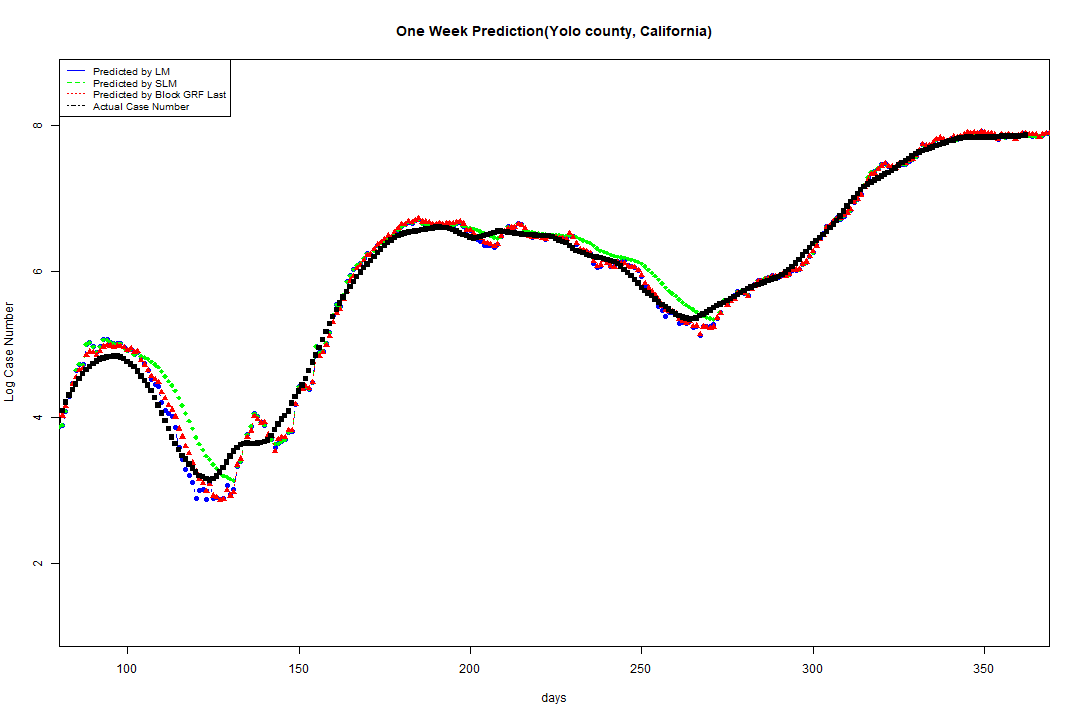 One Week Prediction(Yolo county, California)
Predicted by LM
Predicted by SLM
Predicted by Block GRF Last
Actual Case Number
8
6
4
2
Log Case Number
100 150 200 250 300 350
days